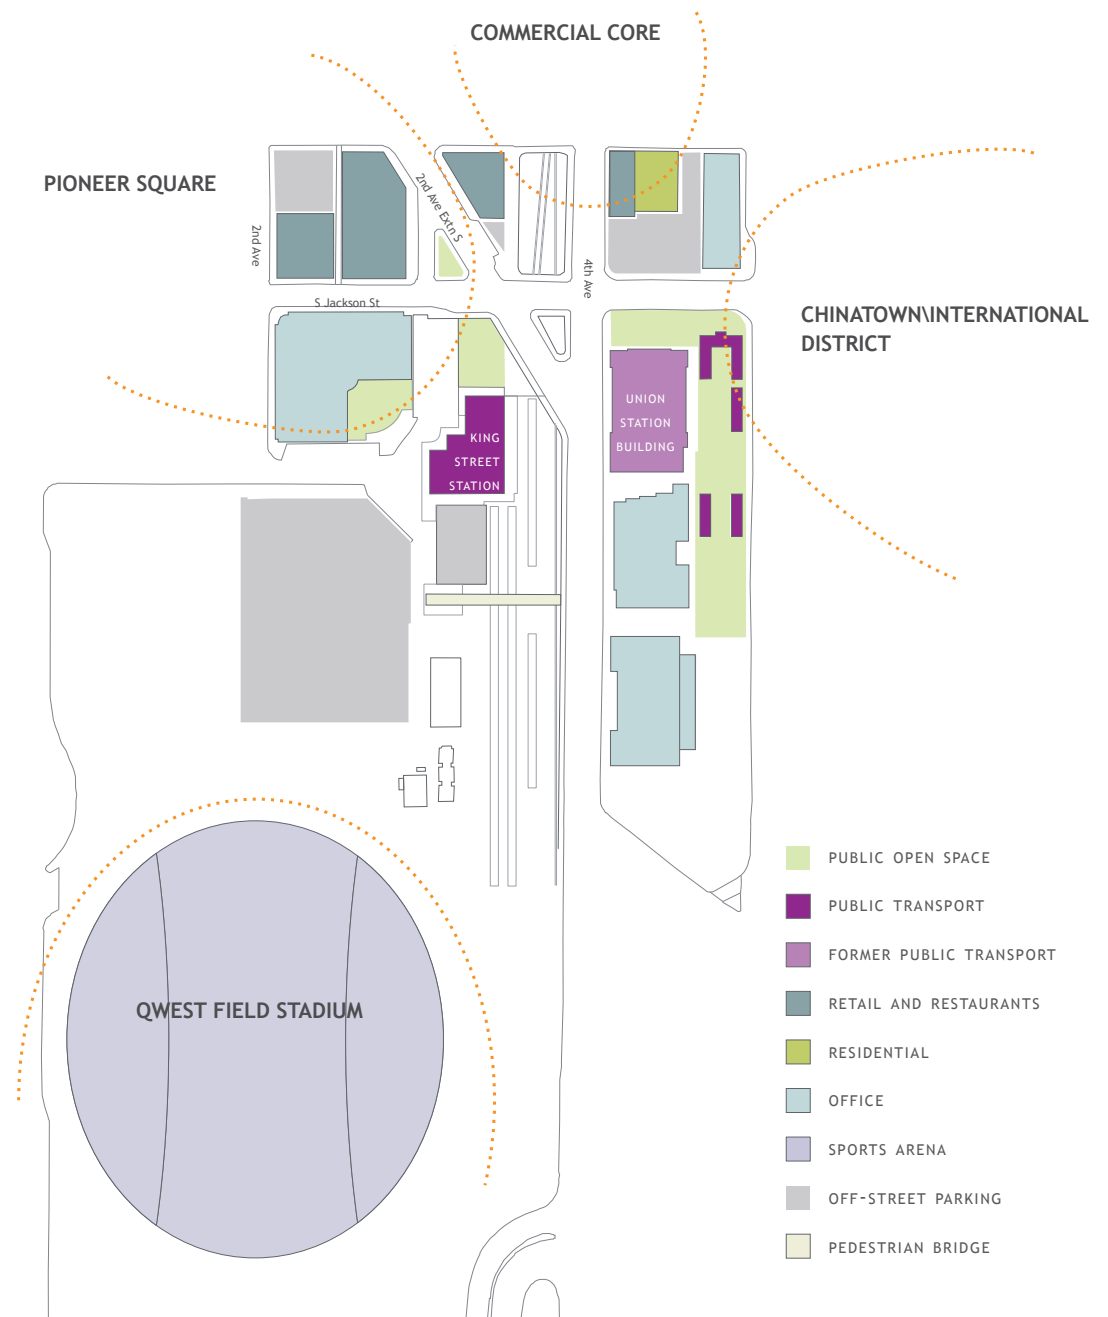 COMMERCIAL CORE
PIONEER SQUARE
2nd Ave Extn S
2nd Ave
4th Ave
S Jackson St
CHINATOWN\INTERNATIONAL
DISTRICT
UNION
STATION
BUILDING
KING
STREET
STATION
QWEST FIELD STADIUM
PUBLIC OPEN SPACE
PUBLIC TRANSPORT
FORMER PUBLIC TRANSPORT
RETAIL AND RESTAURANTS
RESIDENTIAL
OFFICE
SPORTS ARENA
OFF-STREET PARKING
PEDESTRIAN BRIDGE